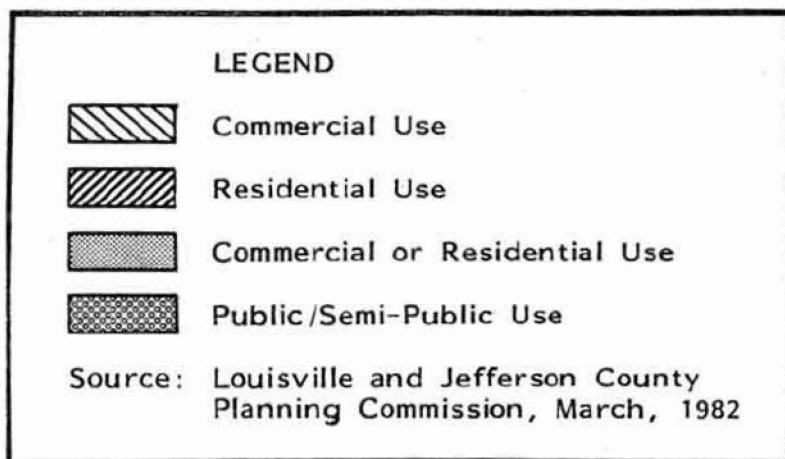 LEGEND
Commercial Use
Residential Use
Commercial or Residential Use
Public/Semi-Public Use
Source: Louisville and Jefferson County
Planning Commission, March, 1982